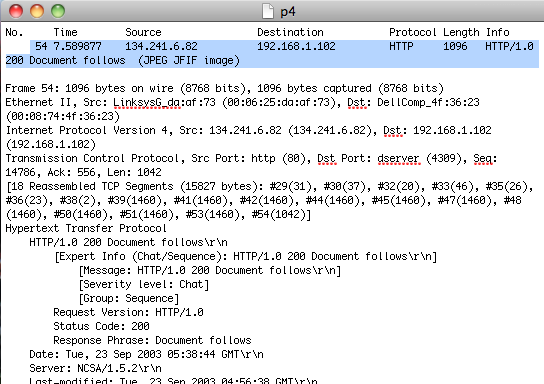 p4
No. Time Source Destination Protocol Length Info
54 7.589877 134.241.6.82 192.168.1.102 HTTP 1096 HTTP/1.0
200 Document follows (JPEG JFIF image)
Frame 54: 1096 bytes on wire (8768 bits), 1096 bytes captured (8768 bits)
Ethernet II, Src: LinksysG_da:af:73 (00:06:25:da:af:73), Dst: DellComp_4f:36:23
(00:08:74:4f:36:23)
Internet Protocol Version 4, Src: 134.241.6.82 (134.241.6.82), Dst: 192.168.1.102
(192.168.1.102)
Transmission Control Protocol, Src Port: http (80), Dst Port: dserver (4309), Seq:
14786, Ack: 556, Len: 1042
[18 Reassembled TCP Segments (15827 bytes): #29(31), #30(37), #32(20), #33(46), #35(26),
#36(23), #38(2), #39(1460), #41(1460), #42(1460), #44(1460), #45(1460), #47(1460), #48
(1460), #50(1460), #51(1460), #53(1460), #54(1042)]
Hypertext Transfer Protocol
HTTP/1.0 200 Document follows\r\n
[Expert Info (Chat/Sequence): HTTP/1.0 200 Document follows\r\n]
[Message: HTTP/1.0 200 Document follows\r\n]
[Severity level: Chat]
[Group: Sequence]
Request Version: HTTP/1.0
Status Code: 200
Response Phrase: Document follows
Date: Tue, 23 Sep 2003 05:38:44 GMT\r\n
Server: NCSA/1.5.2\r\n
Last-modified: Tue, 23 Sep 2003 04:56:38 GMT\r\n